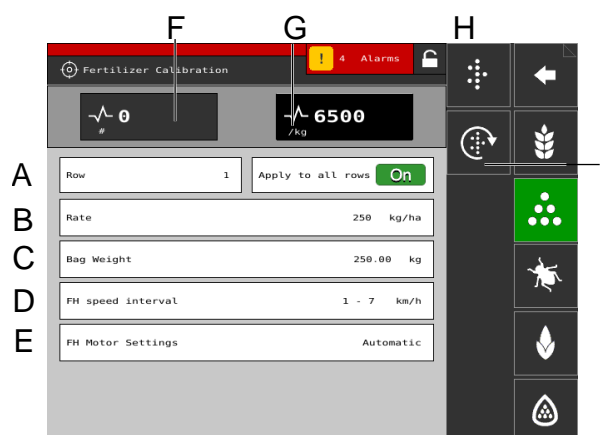 F G H
Fertilizer Calibration
! 4 Alarms
0
#
6500
/kg
A Row 1 Apply to all rows On
B Rate 250 kg/ha
C Bag Weight 250.00 kg
D FH speed interval 1 - 7 km/h
E FH Motor Settings Automatic